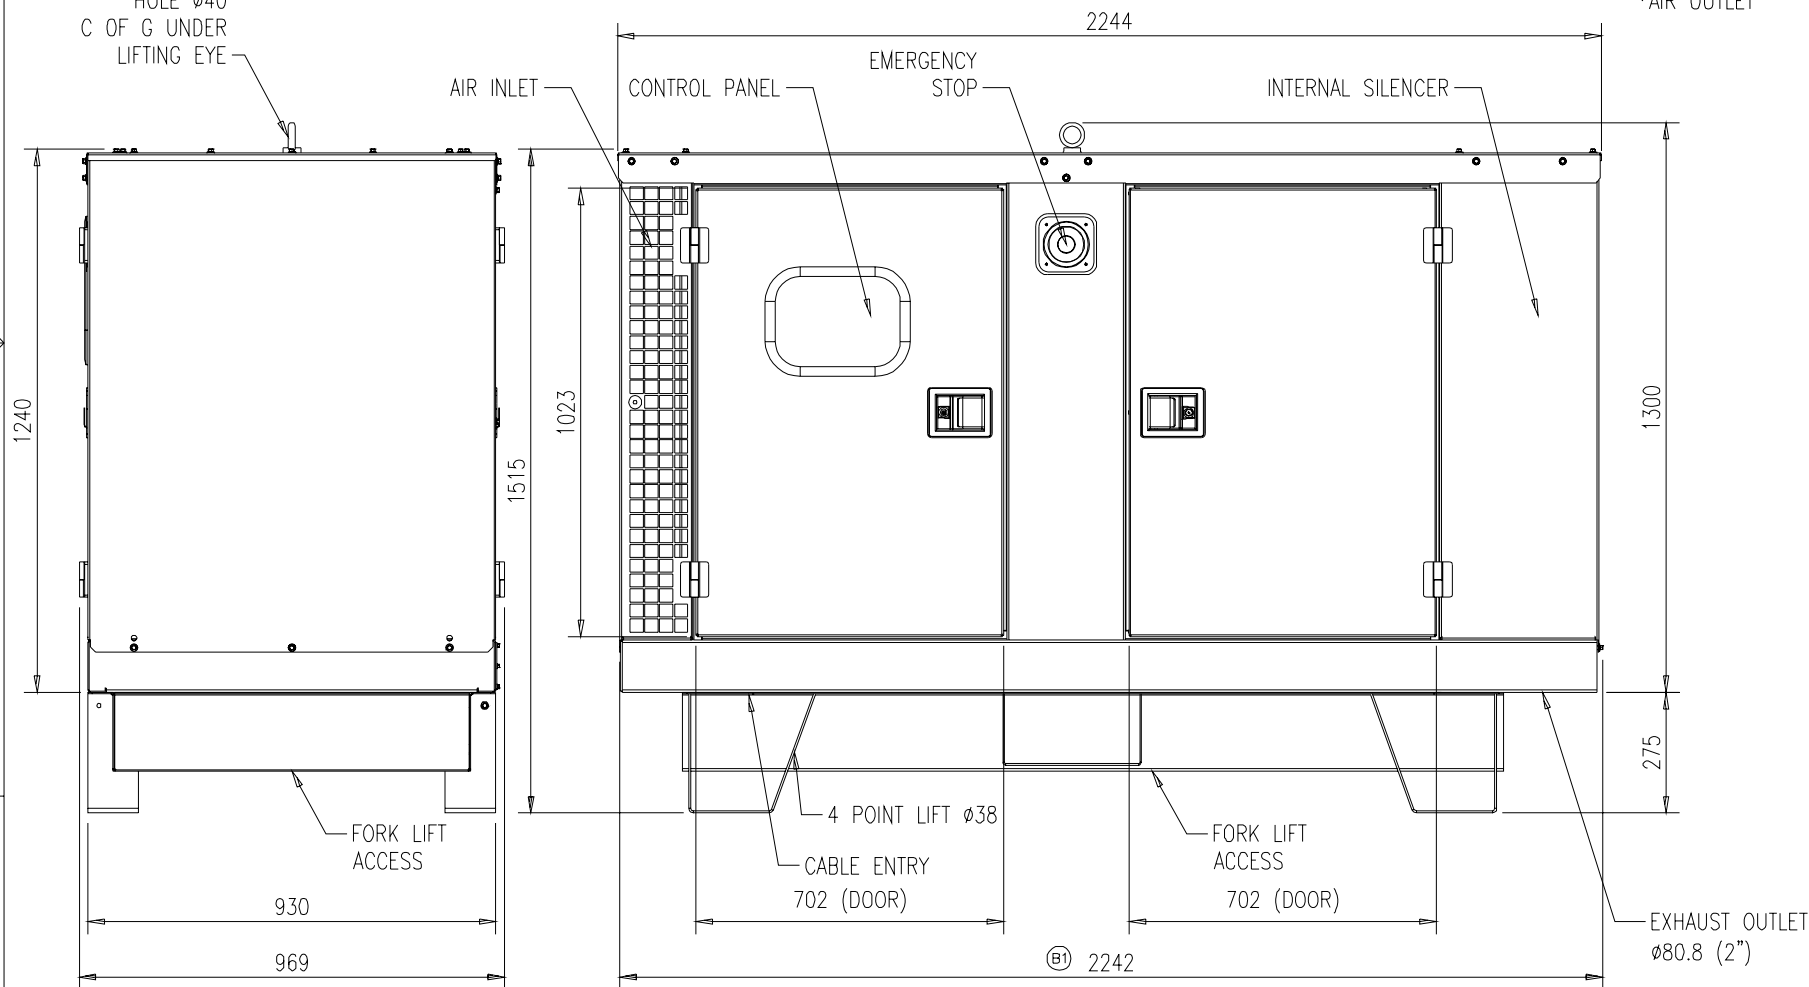 HOLE ø40
C OF G UNDER
LIFTING EYE
AIR OUTLET
2244
AIR INLET
CONTROL PANEL
EMERGENCY
STOP
INTERNAL SILENCER
1240
1515
1023
1300
275
4 POINT LIFT ø38
CABLE ENTRY
FORK LIFT
ACCESS
FORK LIFT
ACCESS
702 (DOOR)
702 (DOOR)
930
969
B1 2242
EXHAUST OUTLET
ø80.8 (2")